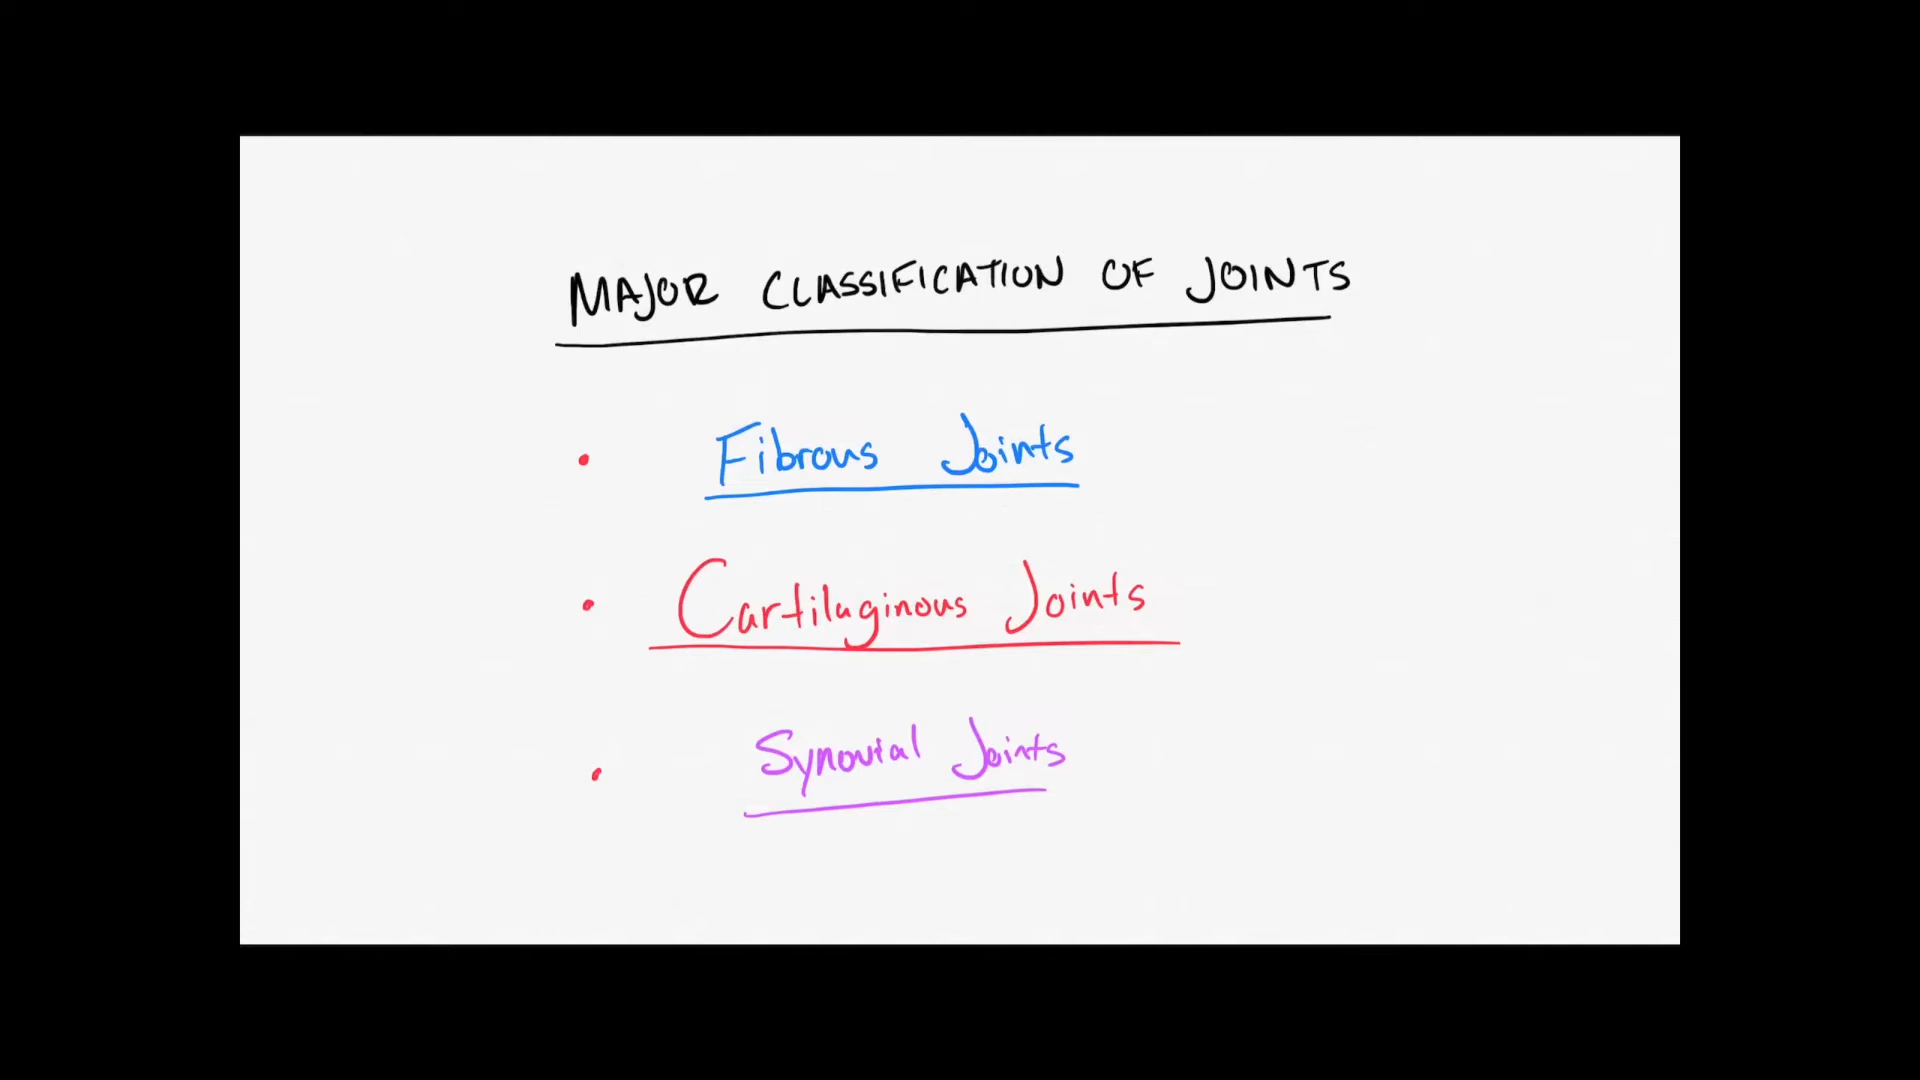 MAJOR CLASSIFICATION OF JOINTS
• Fibrous Joints
• Cartilaginous Joints
• Synovial Joints